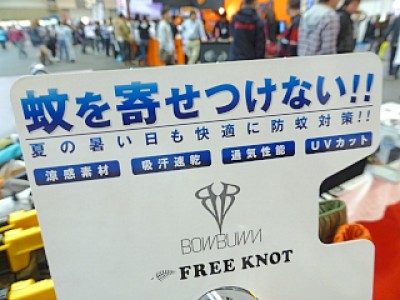 蚊を寄せつけない!!
夏の暑い日も快適に防蚊対策!!
涼感素材 吸汗速乾 通気性能 UVカット
BOWBUWN
FREE KNOT